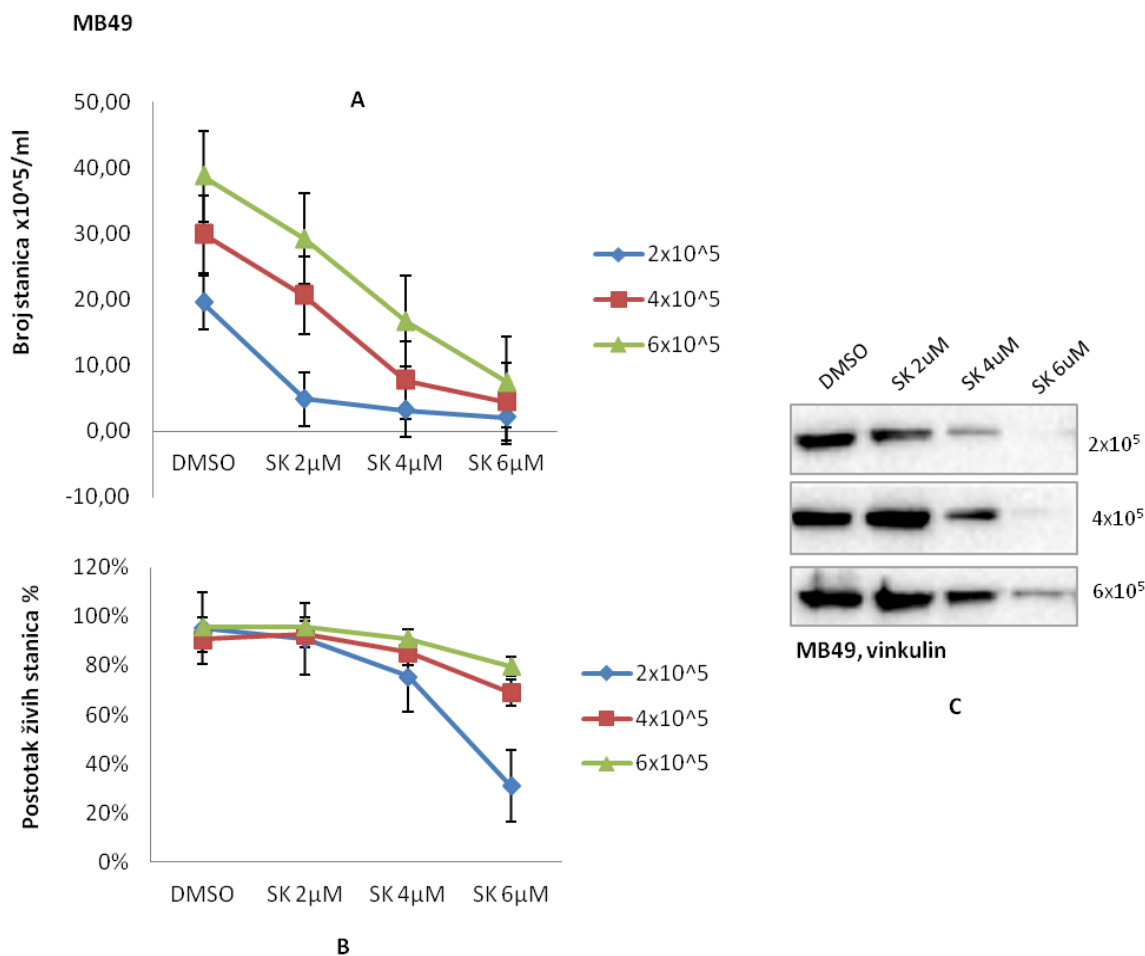 MB49
A
Broj stanica x10^5/ml
50,00
40,00
30,00
20,00
10,00
0,00
-10,00
DMSO SK 2µM SK 4µM SK 6µM
2x10^5
4x10^5
6x10^5
Postotak živih stanica %
120%
100%
80%
60%
40%
20%
0%
DMSO SK 2µM SK 4µM SK 6µM
2x10^5
4x10^5
6x10^5
B
DMSO SK 2uM SK 4uM SK 6uM
2x10⁵
4x10⁵
6x10⁵
MB49, vinkulin
C